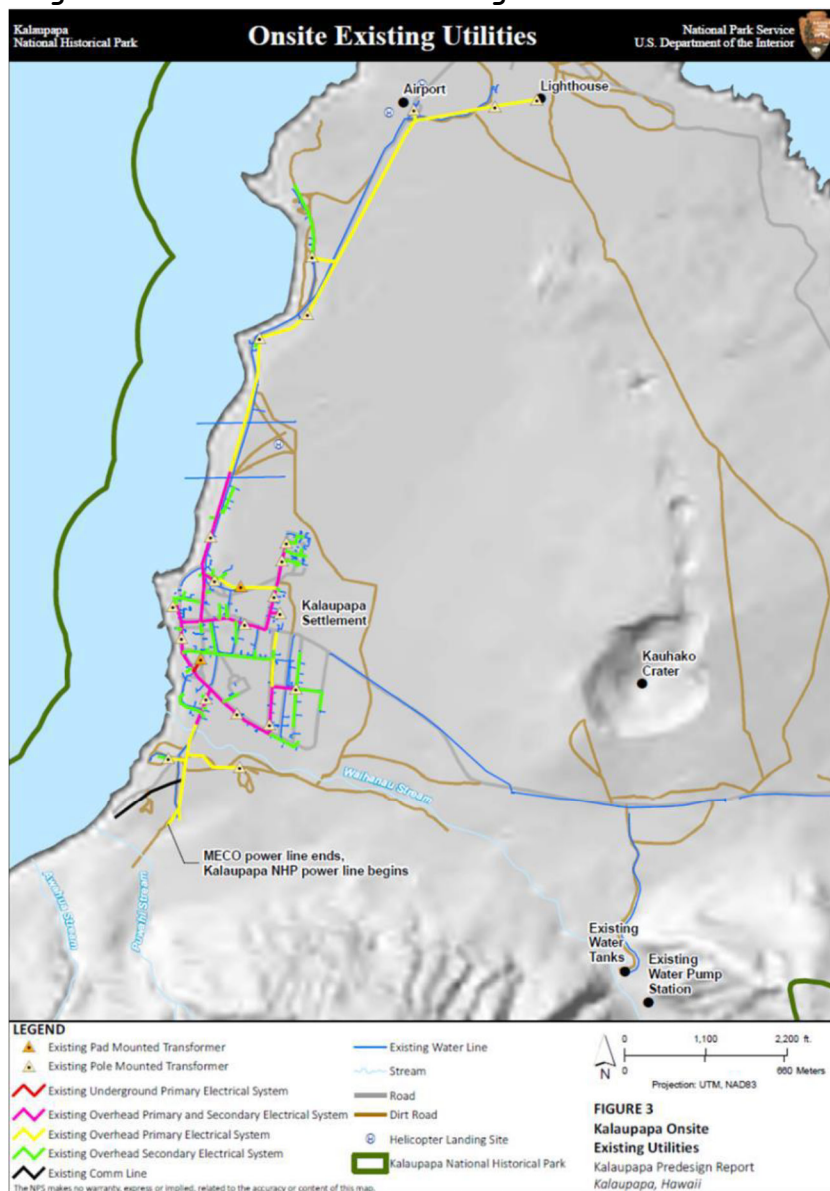 Kalaupapa
National Historical Park
Onsite Existing Utilities
National Park Service
U.S. Department of the Interior
Airport
Lighthouse
H
H
H
Kalaupapa
Settlement
Kauhako
Crater
Waihanau Stream
MECO power line ends,
Kalaupapa NHP power line begins
Awahua Stream
Puwahi Stream
Existing
Water
Tanks
Existing
Water Pump
Station
LEGEND
Existing Pad Mounted Transformer
Existing Pole Mounted Transformer
Existing Underground Primary Electrical System
Existing Overhead Primary and Secondary Electrical System
Existing Overhead Primary Electrical System
Existing Overhead Secondary Electrical System
Existing Comm Line
Existing Water Line
Stream
Road
Dirt Road
H Helicopter Landing Site
Kalaupapa National Historical Park
N
0 1,100 2,200 ft.
0 660 Meters
Projection: UTM, NAD83
FIGURE 3
Kalaupapa Onsite
Existing Utilities
Kalaupapa Predesign Report
Kalaupapa, Hawaii
The NPS makes no warranty, express or implied, related to the accuracy or content of this map.